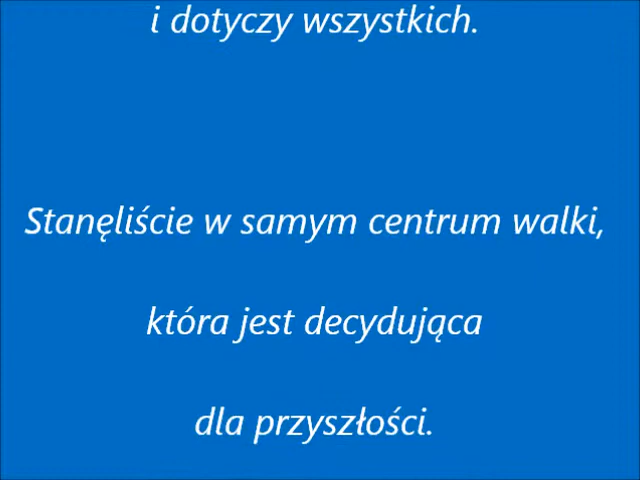 i dotyczy wszystkich.
Stanęliście w samym centrum walki,
która jest decydująca
dla przyszłości.